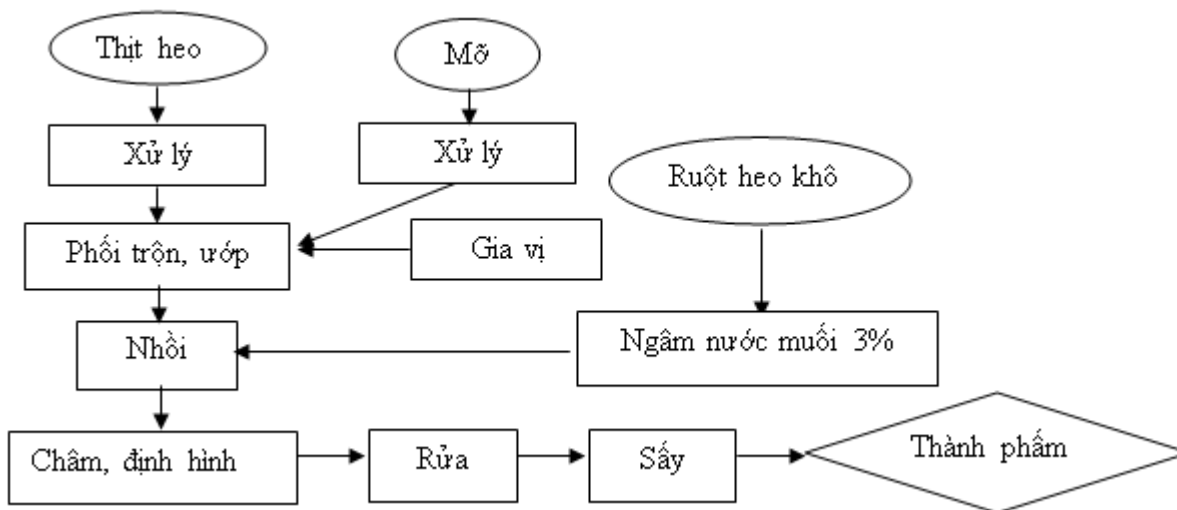 Thịt heo
Mỡ
Xử lý
Xử lý
Ruột heo khô
Phối trộn, ướp
Gia vị
Nhồi
Ngâm nước muối 3%
Châm, định hình
Rửa
Sấy
Thành phẩm